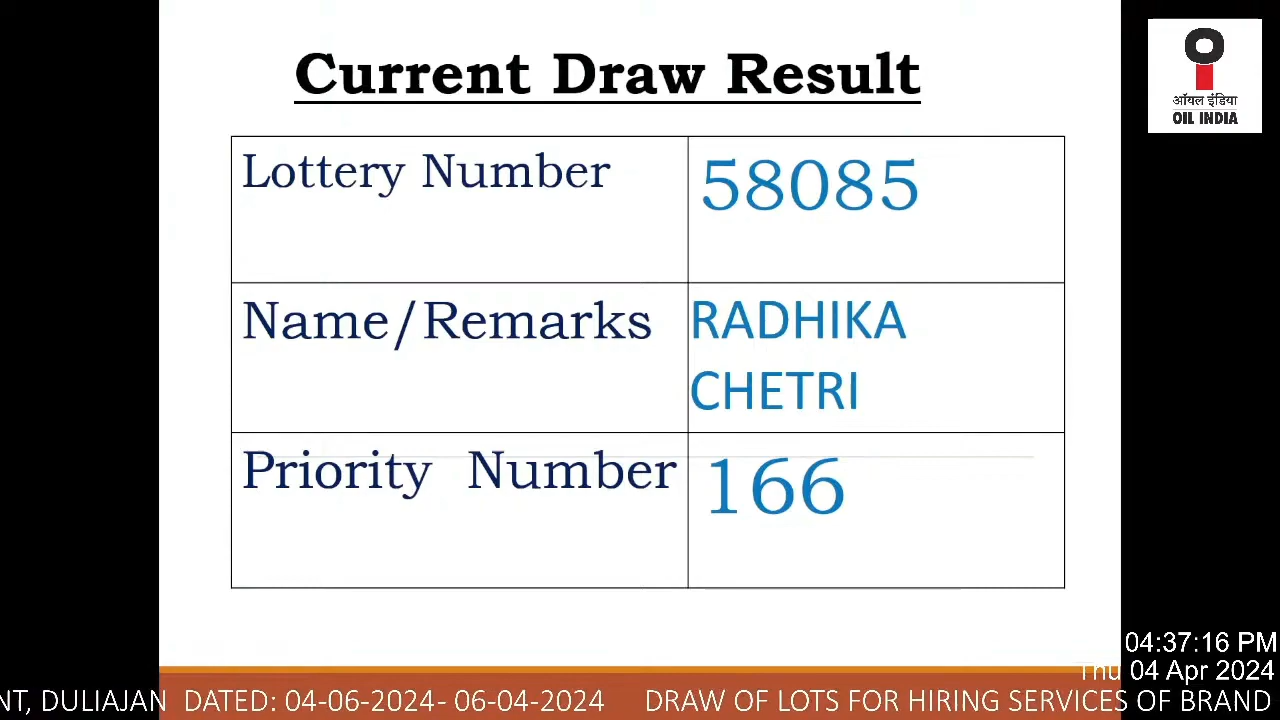 Current Draw Result
ऑयल इंडिया
OIL INDIA
Lottery Number 58085
Name/Remarks RADHIKA
CHETRI
Priority Number 166
04:37:16 PM
Thu 04 Apr 2024
NT, DULIAJAN DATED: 04-06-2024- 06-04-2024 DRAW OF LOTS FOR HIRING SERVICES OF BRAND